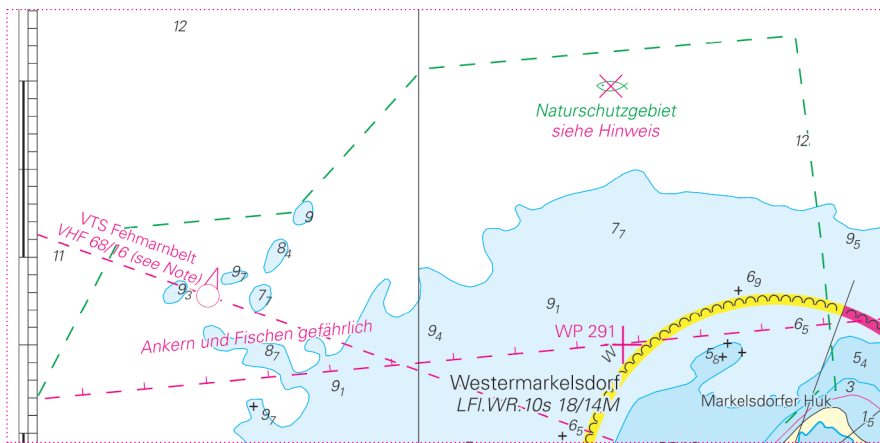 12
Naturschutzgebiet
siehe Hinweis
12
9
VTS Fehmarnbelt
VHF 68/16 (see Note)
7₇
9₅
11
8₄
9₇
9₃
7₇
6₉
9₁
6₅
9₄
WP 291
W
Ankern und Fischen gefährlich
8₇
5₆
5₄
9₁
Westermarkelsdorf
LFl.WR.10s 18/14M
3
Markelsdorfer Huk
9₇
6₅
1₅